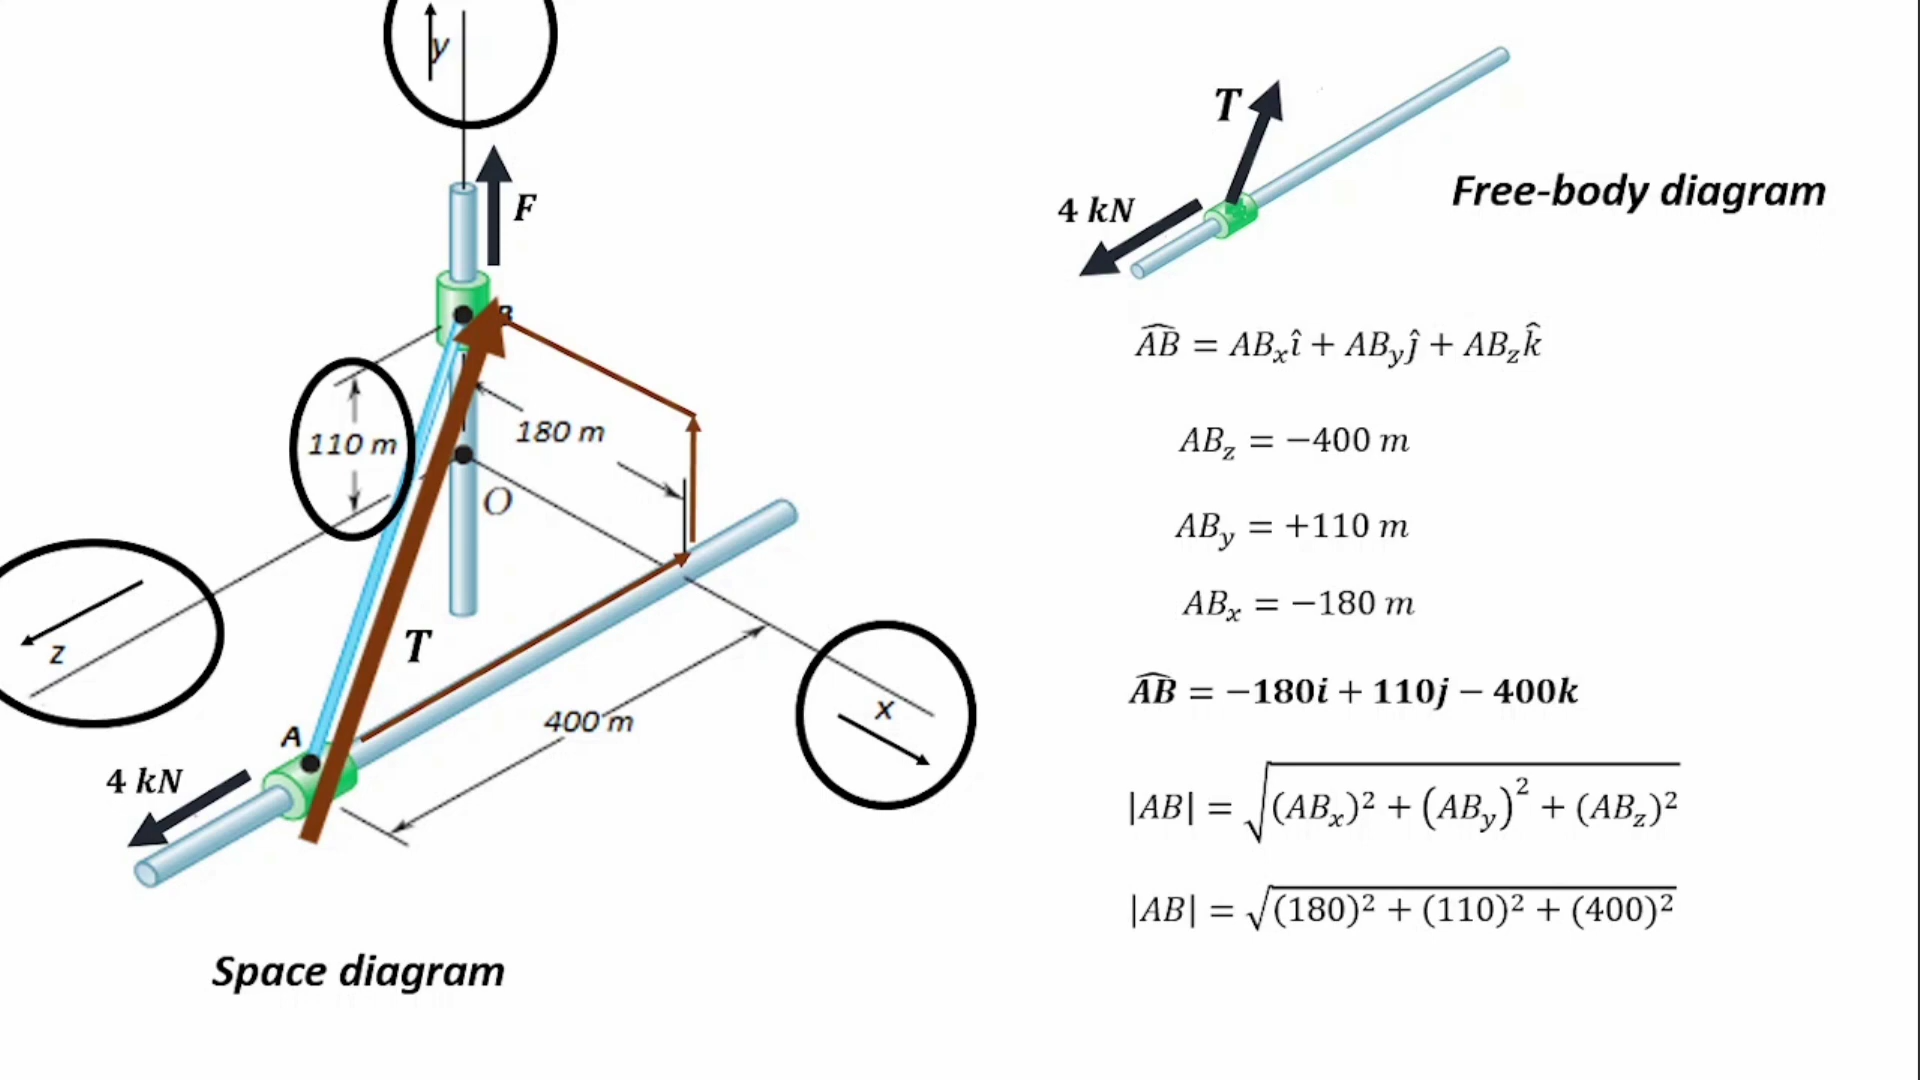 y
F
B
110 m
180 m
O
z
T
x
A
400 m
4 kN
Space diagram
T
4 kN
Free-body diagram
\widehat{AB} = AB_x î + AB_y ĵ + AB_z k̂
AB_z = −400 m
AB_y = +110 m
AB_x = −180 m
\widehat{AB} = −180i + 110j − 400k
|AB| = √((AB_x)² + (AB_y)² + (AB_z)²)
|AB| = √((180)² + (110)² + (400)²)